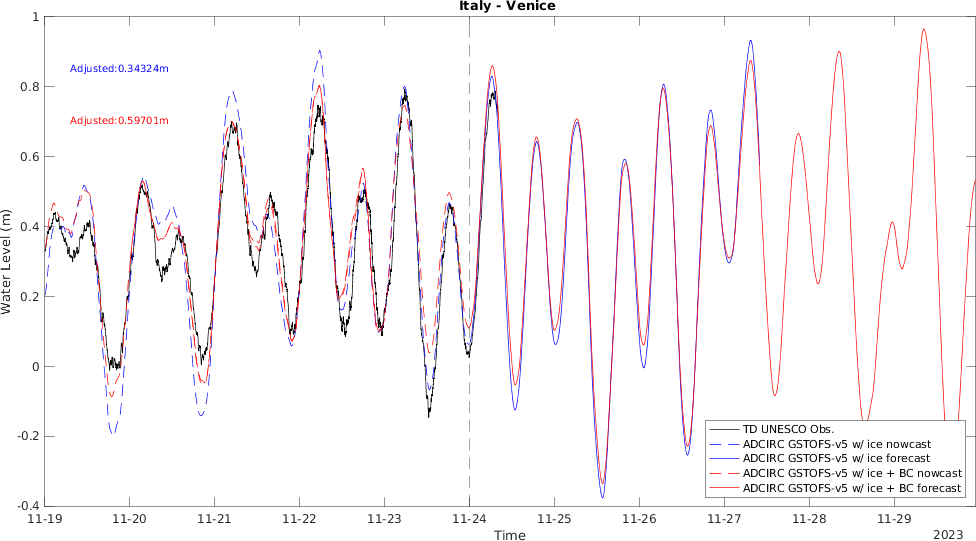 Italy - Venice
Adjusted:0.34324m
Adjusted:0.59701m
Water Level (m)
1
0.8
0.6
0.4
0.2
0
-0.2
-0.4
11-19 11-20 11-21 11-22 11-23 11-24 11-25 11-26 11-27 11-28 11-29
Time
2023
TD UNESCO Obs.
ADCIRC GSTOFS-v5 w/ ice nowcast
ADCIRC GSTOFS-v5 w/ ice forecast
ADCIRC GSTOFS-v5 w/ice + BC nowcast
ADCIRC GSTOFS-v5 w/ice + BC forecast